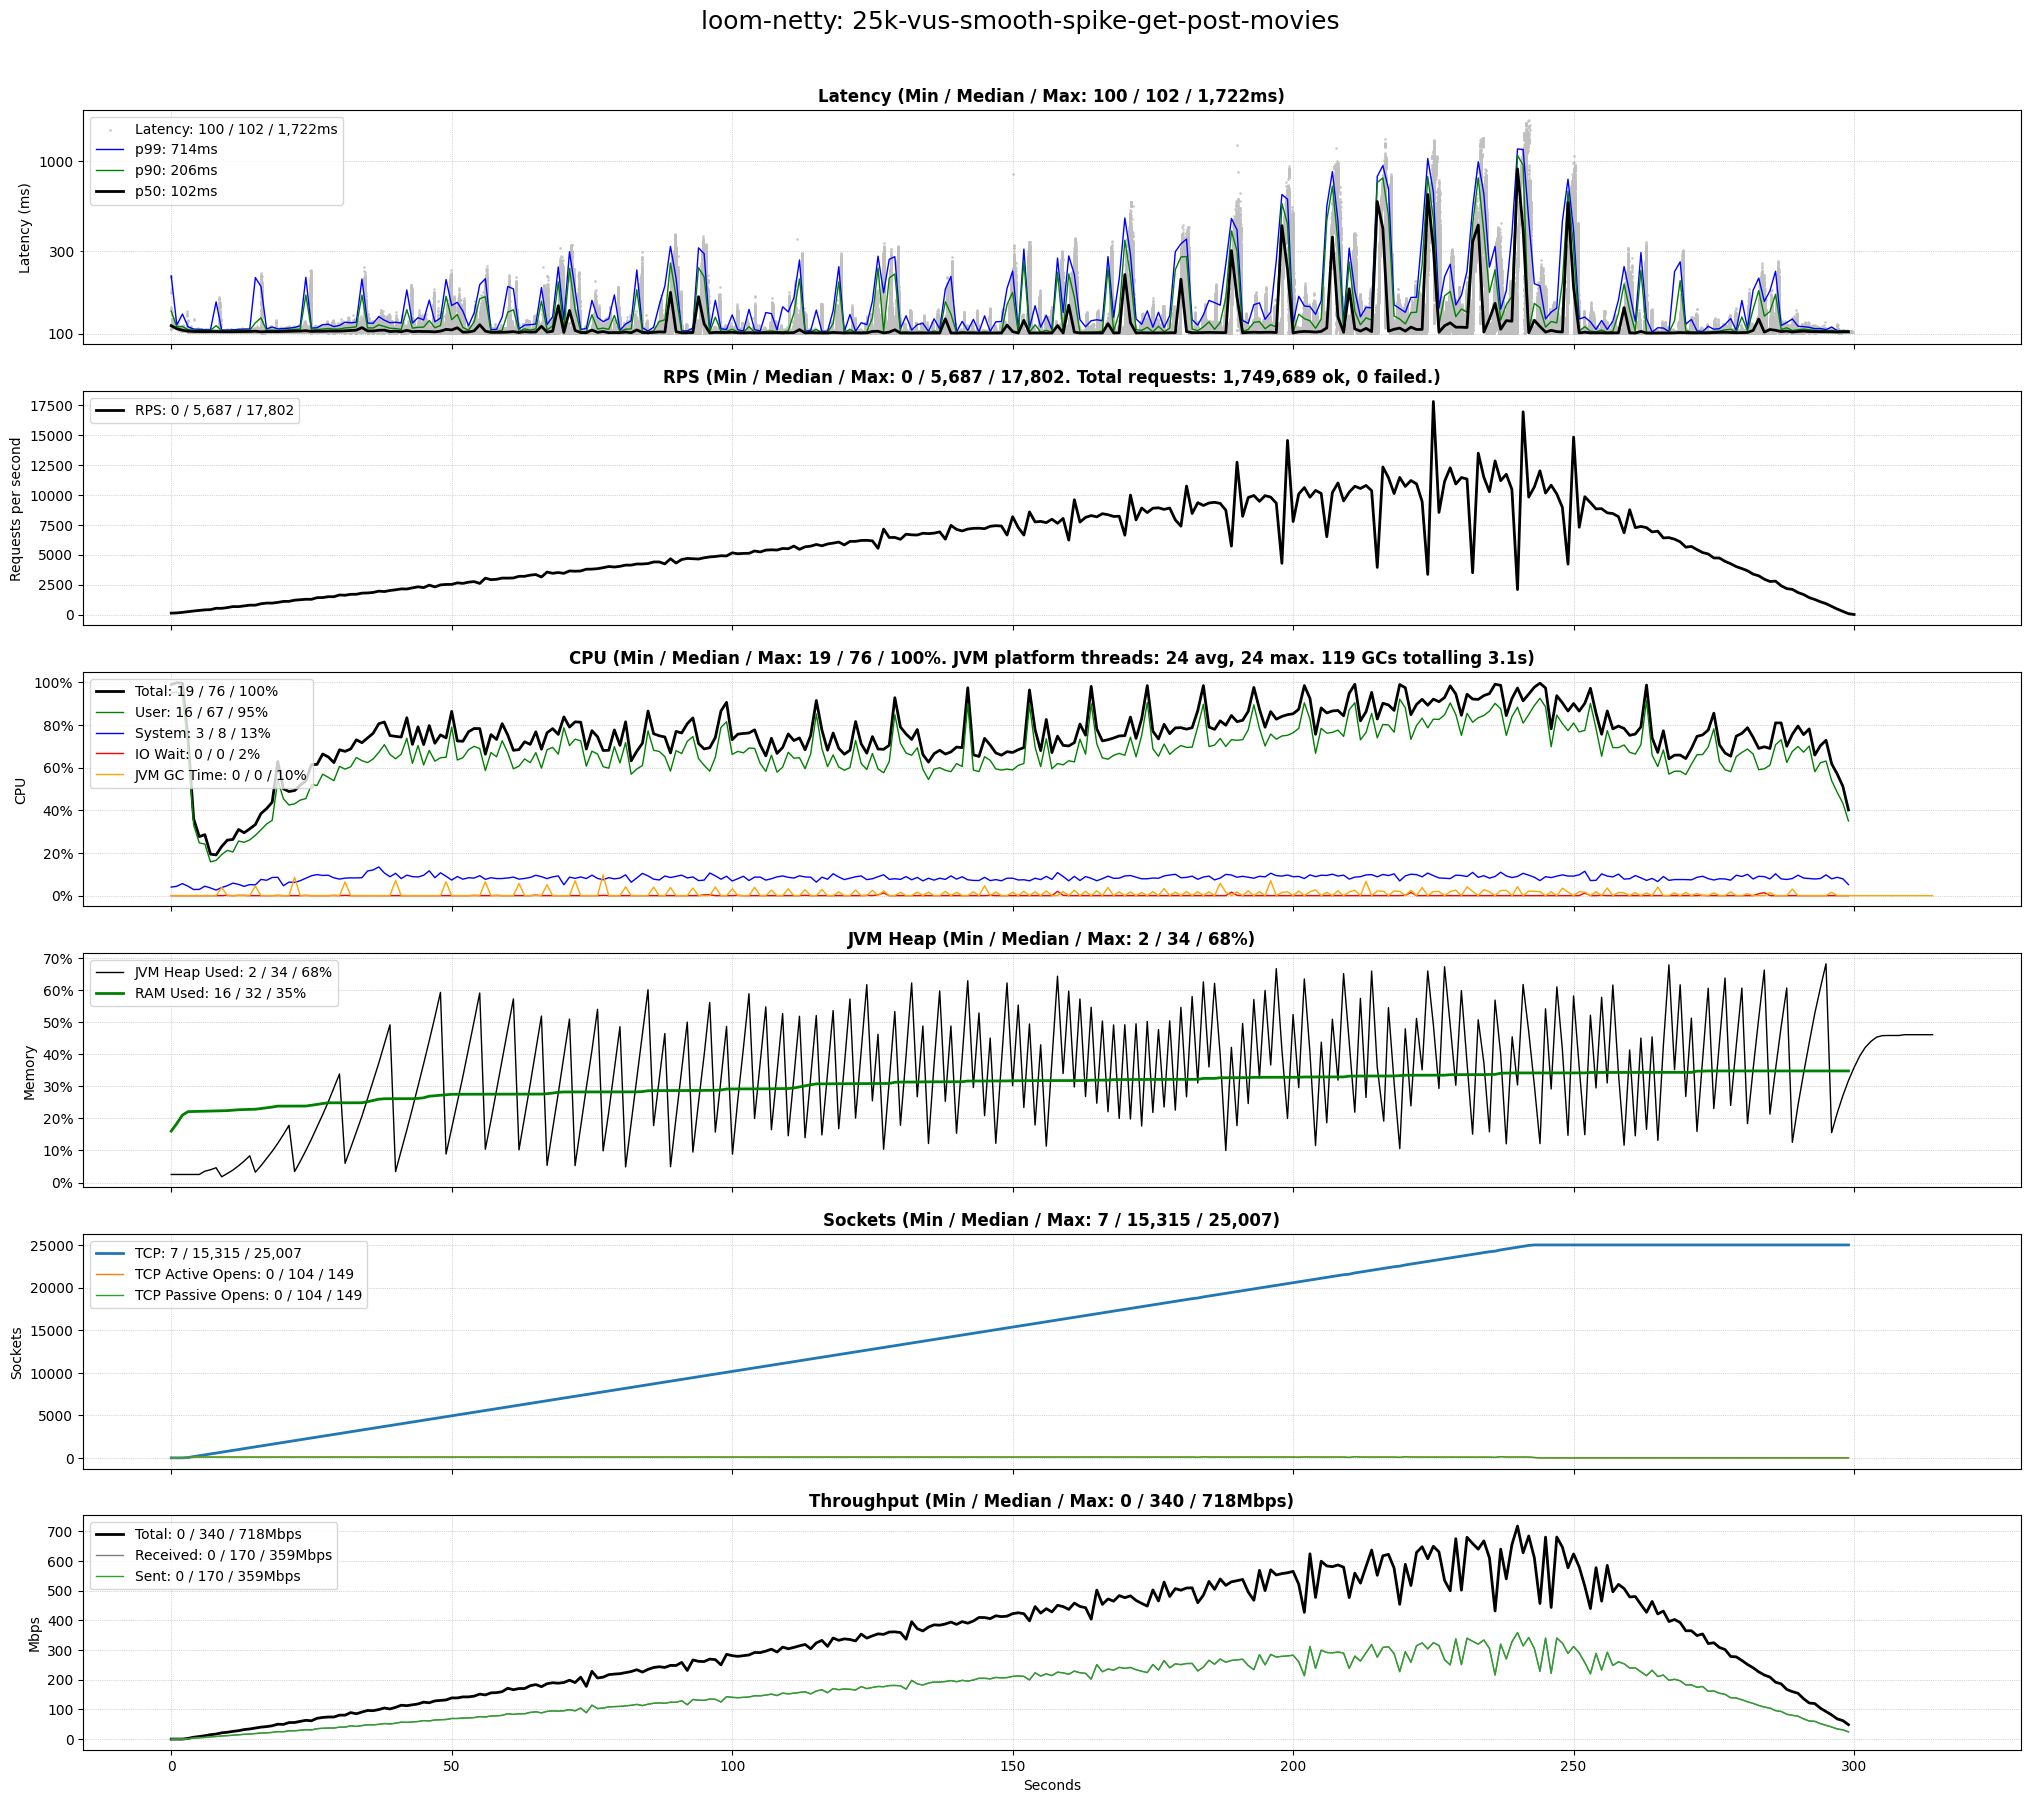 loom-netty: 25k-vus-smooth-spike-get-post-movies
Latency (Min / Median / Max: 100 / 102 / 1,722ms)
Latency: 100 / 102 / 1,722ms
p99: 714ms
p90: 206ms
p50: 102ms
1000
300
100
Latency (ms)
RPS (Min / Median / Max: 0 / 5,687 / 17,802. Total requests: 1,749,689 ok, 0 failed.)
RPS: 0 / 5,687 / 17,802
17500
15000
12500
10000
7500
5000
2500
0
Requests per second
CPU (Min / Median / Max: 19 / 76 / 100%. JVM platform threads: 24 avg, 24 max. 119 GCs totalling 3.1s)
Total: 19 / 76 / 100%
User: 16 / 67 / 95%
System: 3 / 8 / 13%
IO Wait: 0 / 0 / 2%
JVM GC Time: 0 / 0 / 10%
100%
80%
60%
40%
20%
0%
CPU
JVM Heap (Min / Median / Max: 2 / 34 / 68%)
JVM Heap Used: 2 / 34 / 68%
RAM Used: 16 / 32 / 35%
70%
60%
50%
40%
30%
20%
10%
0%
Memory
Sockets (Min / Median / Max: 7 / 15,315 / 25,007)
TCP: 7 / 15,315 / 25,007
TCP Active Opens: 0 / 104 / 149
TCP Passive Opens: 0 / 104 / 149
25000
20000
15000
10000
5000
0
Sockets
Throughput (Min / Median / Max: 0 / 340 / 718Mbps)
Total: 0 / 340 / 718Mbps
Received: 0 / 170 / 359Mbps
Sent: 0 / 170 / 359Mbps
700
600
500
400
300
200
100
0
Mbps
0 50 100 150 200 250 300
Seconds